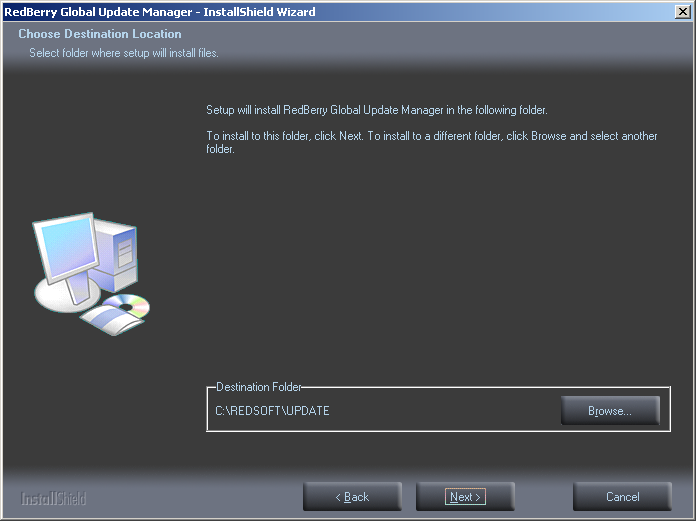 RedBerry Global Update Manager - InstallShield Wizard
Choose Destination Location
Select folder where setup will install files.
Setup will install RedBerry Global Update Manager in the following folder.
To install to this folder, click Next. To install to a different folder, click Browse and select another
folder.
Destination Folder
C:\REDSOFT\UPDATE
Browse...
InstallShield
< Back
Next >
Cancel